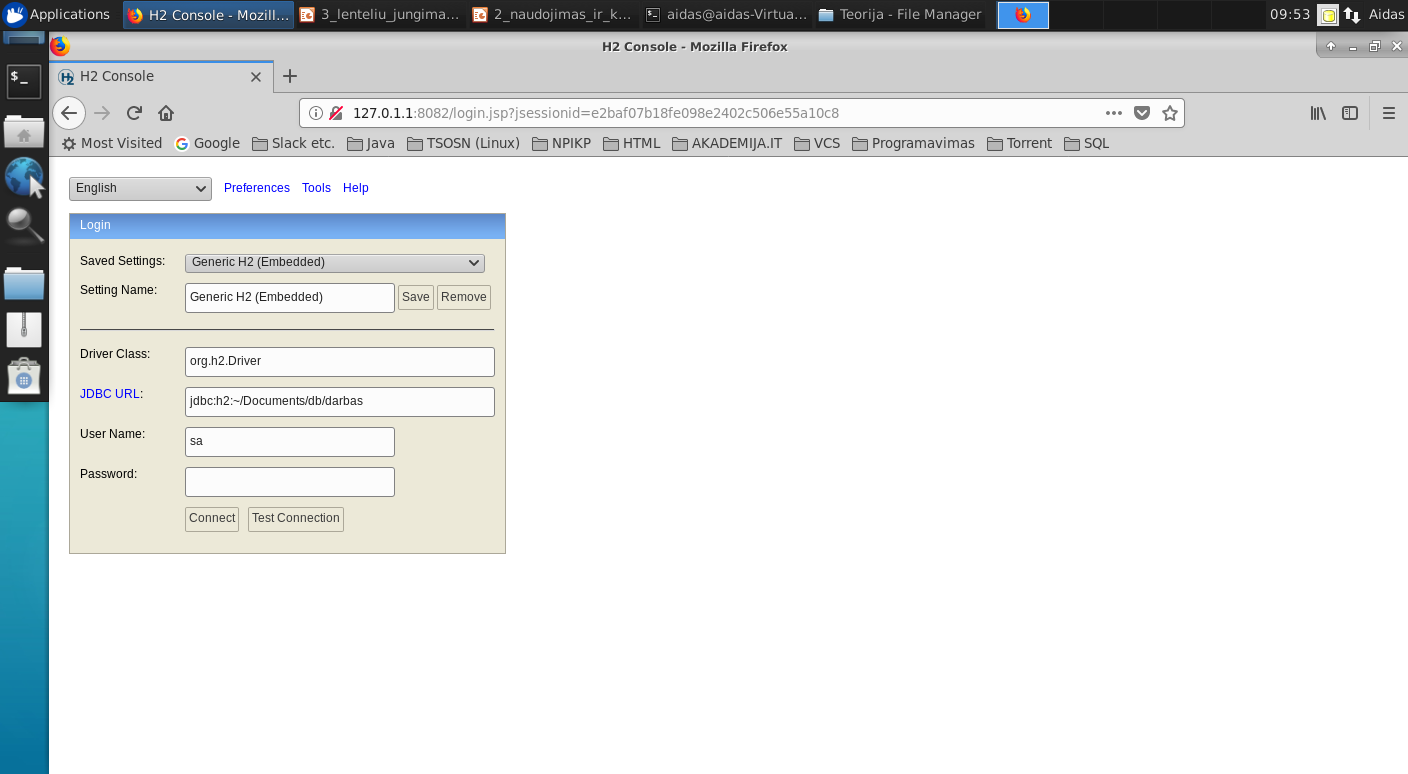 Applications H2 Console - Mozill... 3_lenteliu_jungima... 2_naudojimas_ir_k... aidas@aidas-Virtua... Teorija - File Manager 09:53 Aidas
H2 Console - Mozilla Firefox
H2 Console
127.0.1.1:8082/login.jsp?jsessionid=e2baf07b18fe098e2402c506e55a10c8
Most Visited Google Slack etc. Java TSOSN (Linux) NPIKP HTML AKADEMIJA.IT VCS Programavimas Torrent SQL
English Preferences Tools Help
Login
Saved Settings: Generic H2 (Embedded)
Setting Name: Generic H2 (Embedded) Save Remove
Driver Class: org.h2.Driver
JDBC URL: jdbc:h2:~/Documents/db/darbas
User Name: sa
Password:
Connect Test Connection